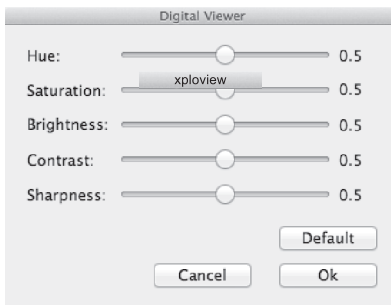 Digital Viewer
Hue: 0.5
xploview
Saturation: 0.5
Brightness: 0.5
Contrast: 0.5
Sharpness: 0.5
Default
Cancel Ok